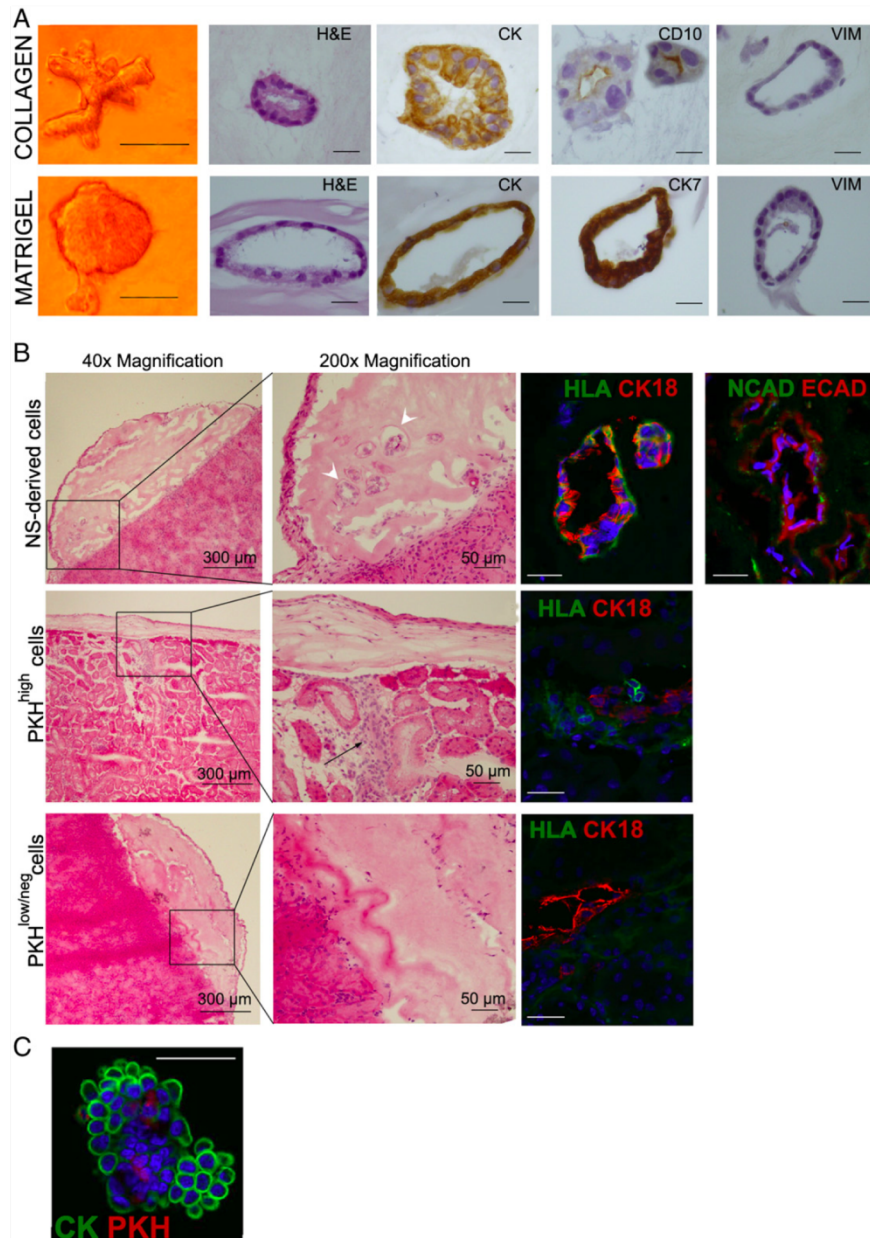 A
COLLAGEN
H&E
CK
CD10
VIM
MATRIGEL
H&E
CK
CK7
VIM
B
40x Magnification
200x Magnification
NS-derived cells
300 µm
50 µm
HLA CK18
NCAD ECAD
PKHhigh cells
300 µm
50 µm
HLA CK18
PKHlow/neg cells
300 µm
50 µm
HLA CK18
C
CK PKH